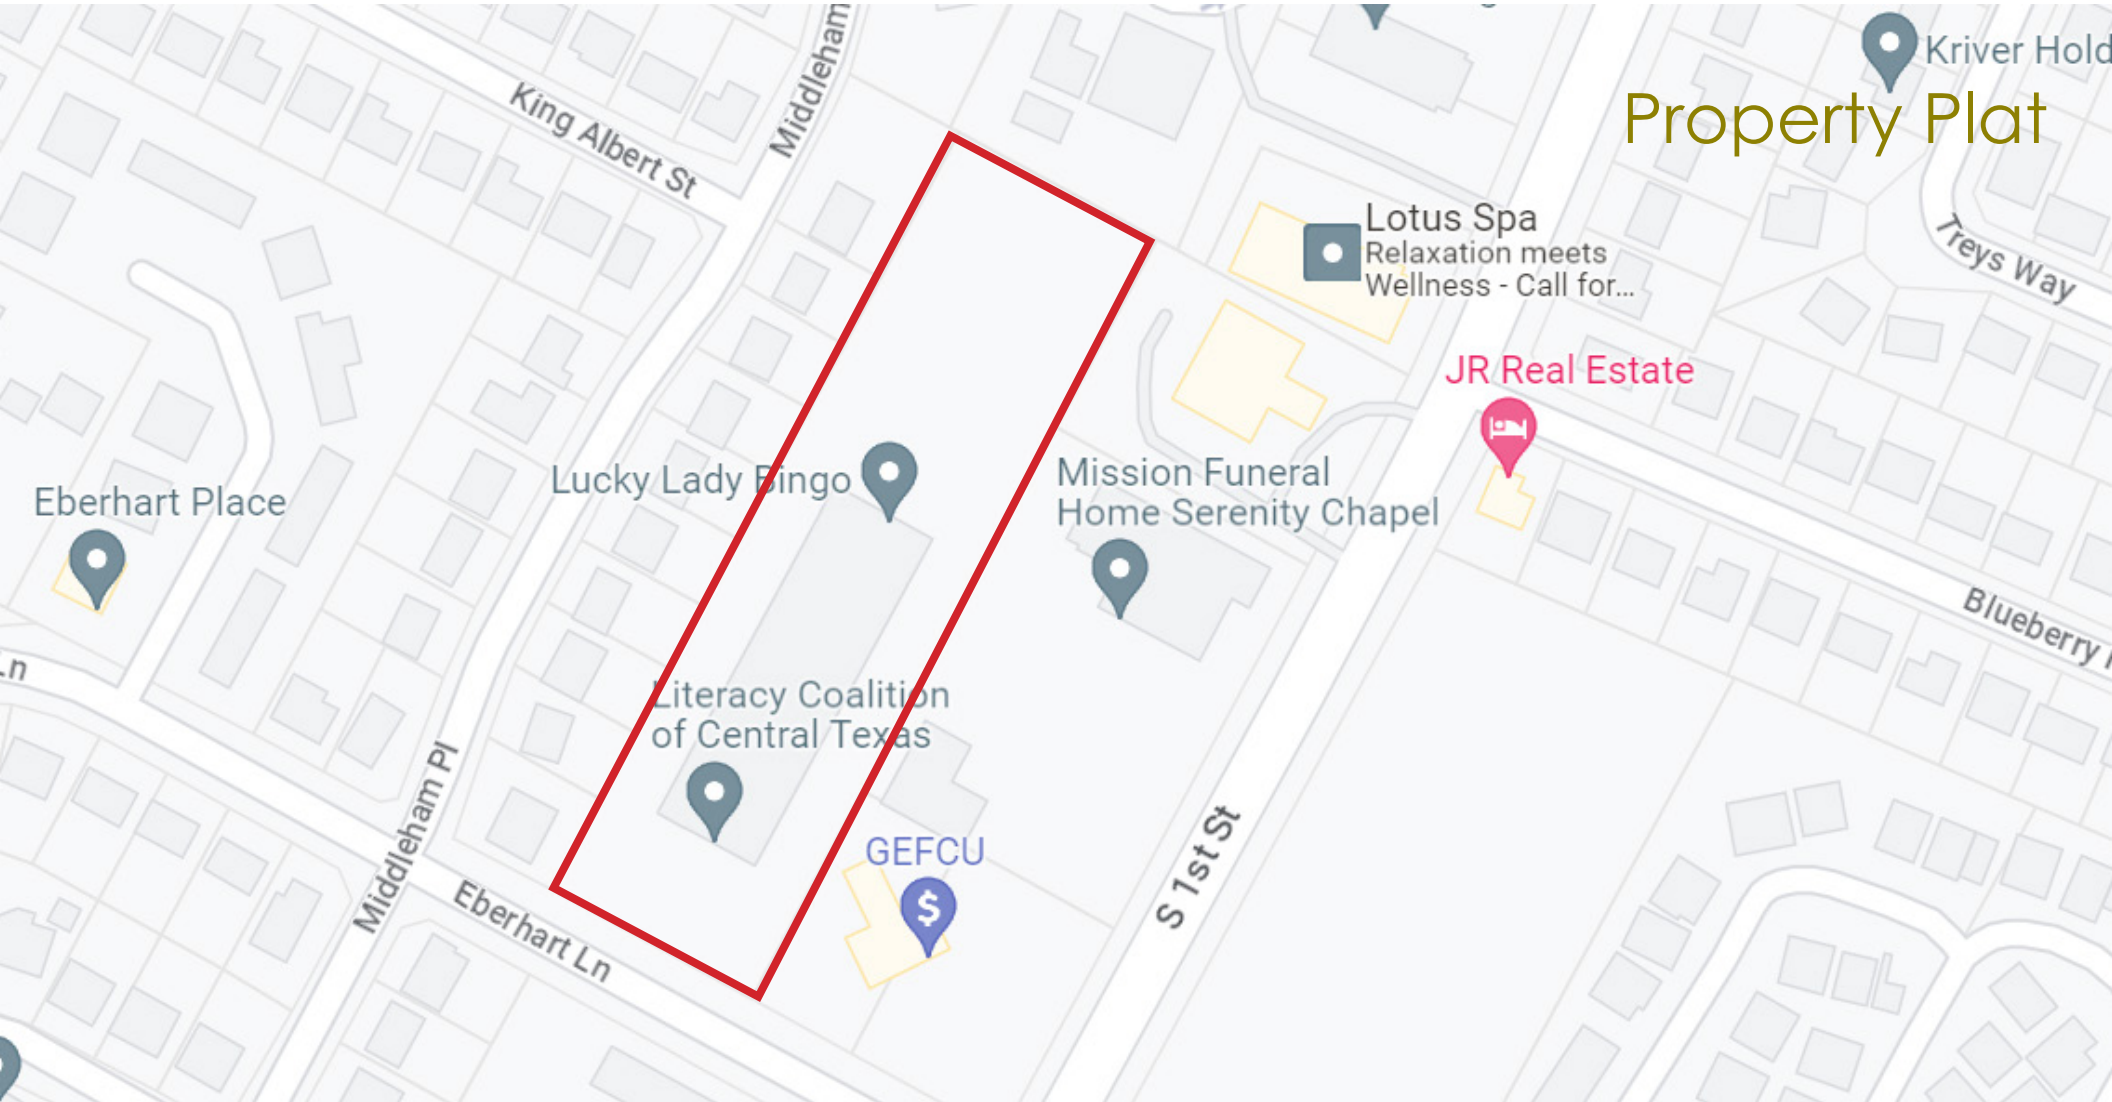 Kriver Hold
Property Plat
Middleham
King Albert St
Lotus Spa
Relaxation meets
Wellness - Call for...
Treys Way
JR Real Estate
Lucky Lady Bingo
Mission Funeral
Home Serenity Chapel
Eberhart Place
Blueberry
Ln
Literacy Coalition
of Central Texas
Middleham Pl
GEFCU
$
S 1st St
Eberhart Ln